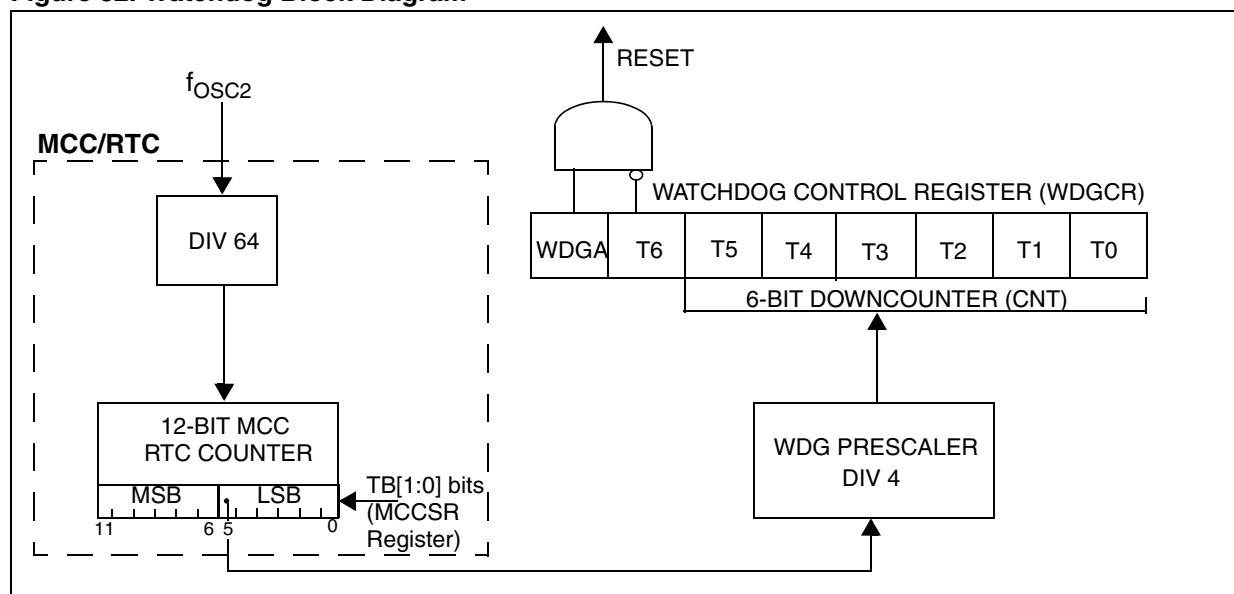 Figure 32. Watchdog Block Diagram
RESET
fOSC2
MCC/RTC
DIV 64
WATCHDOG CONTROL REGISTER (WDGCR)
WDGA T6 T5 T4 T3 T2 T1 T0
6-BIT DOWNCOUNTER (CNT)
12-BIT MCC
RTC COUNTER
MSB LSB
11 6 5 0
TB[1:0] bits
(MCCSR
Register)
WDG PRESCALER
DIV 4